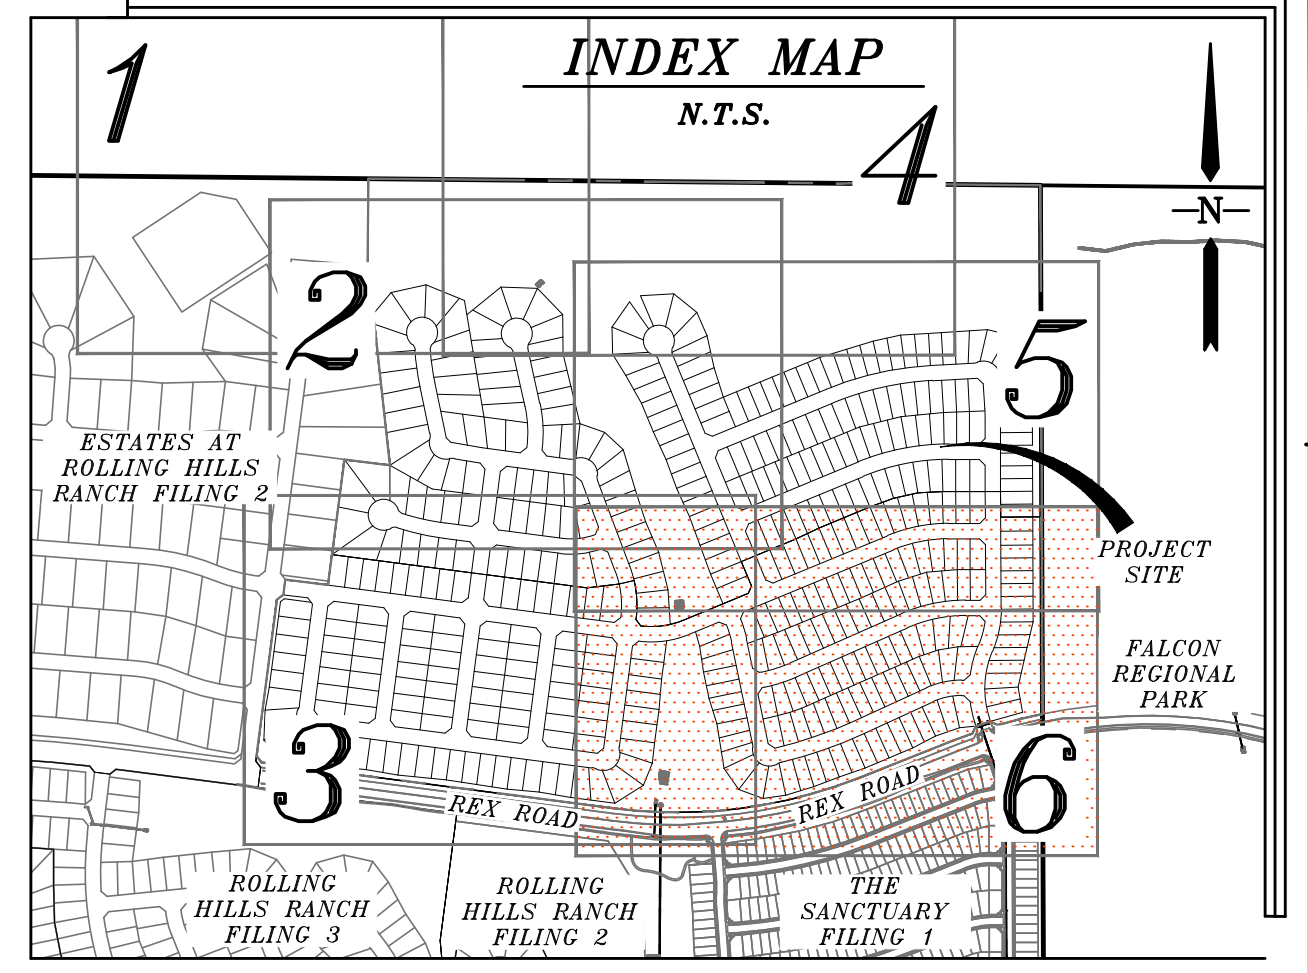 INDEX MAP
N.T.S.
1
4
N
2
5
ESTATES AT
ROLLING HILLS
RANCH FILING 2
PROJECT
SITE
FALCON
REGIONAL
PARK
3
6
REX ROAD
REX ROAD
ROLLING
HILLS RANCH
FILING 3
ROLLING
HILLS RANCH
FILING 2
THE
SANCTUARY
FILING 1